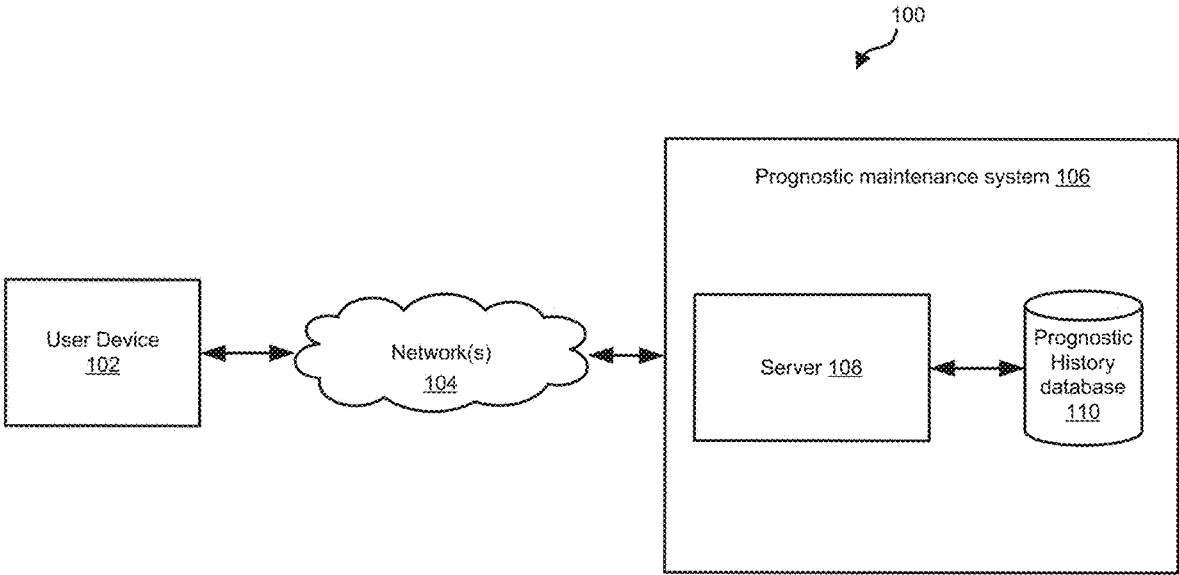 100
Prognostic maintenance system 106
User Device
102
Network(s)
104
Server 108
Prognostic
History
database
110